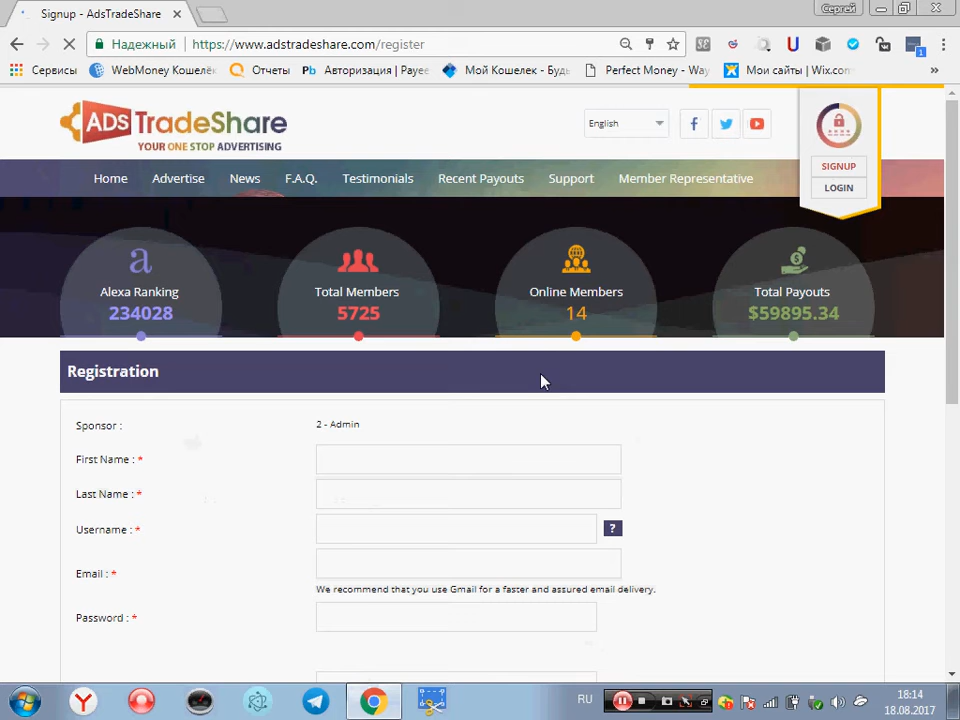 Signup - AdsTradeShare
Сергей
Надежный
https://www.adstradeshare.com/register
Сервисы
WebMoney Кошелёк
Отчеты
Авторизация | Payee
Мой Кошелек - Будь
Perfect Money - Way
Мои сайты | Wix.com
»
ADS TradeShare
YOUR ONE STOP ADVERTISING
English
SIGNUP
LOGIN
Home
Advertise
News
F.A.Q.
Testimonials
Recent Payouts
Support
Member Representative
Alexa Ranking
234028
Total Members
5725
Online Members
14
Total Payouts
$59895.34
Registration
Sponsor :
2 - Admin
First Name : *
Last Name : *
Username : *
?
Email : *
We recommend that you use Gmail for a faster and assured email delivery.
Password : *
RU
18:14
18.08.2017